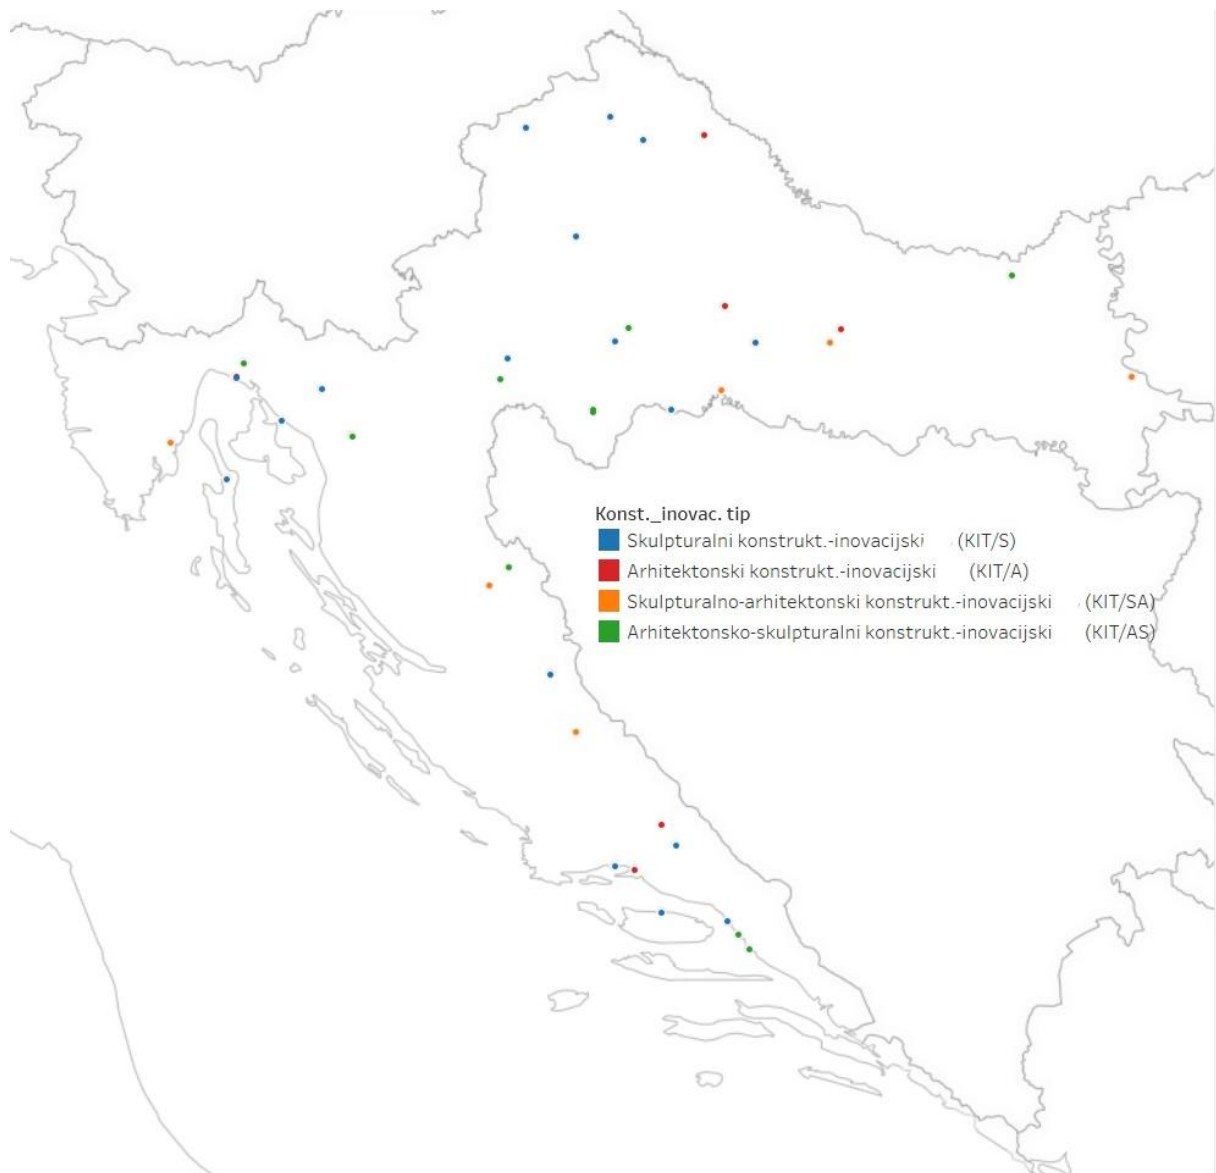 Konst._inovac. tip
Skulpturalni konstrukt.-inovacijski (KIT/S)
Arhitektonski konstrukt.-inovacijski (KIT/A)
Skulpturalno-arhitektonski konstrukt.-inovacijski (KIT/SA)
Arhitektonsko-skulpturalni konstrukt.-inovacijski (KIT/AS)